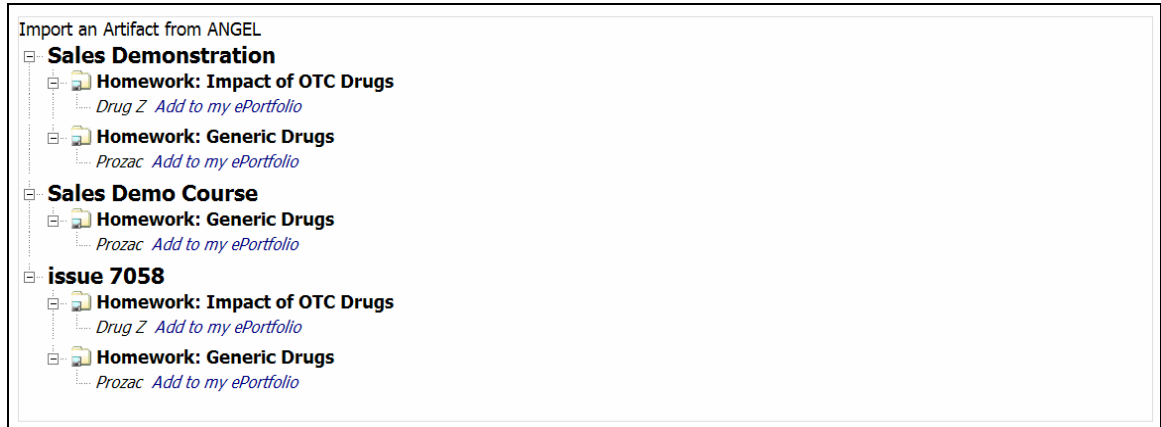 Import an Artifact from ANGEL
Sales Demonstration
Homework: Impact of OTC Drugs
Drug Z Add to my ePortfolio
Homework: Generic Drugs
Prozac Add to my ePortfolio
Sales Demo Course
Homework: Generic Drugs
Prozac Add to my ePortfolio
issue 7058
Homework: Impact of OTC Drugs
Drug Z Add to my ePortfolio
Homework: Generic Drugs
Prozac Add to my ePortfolio